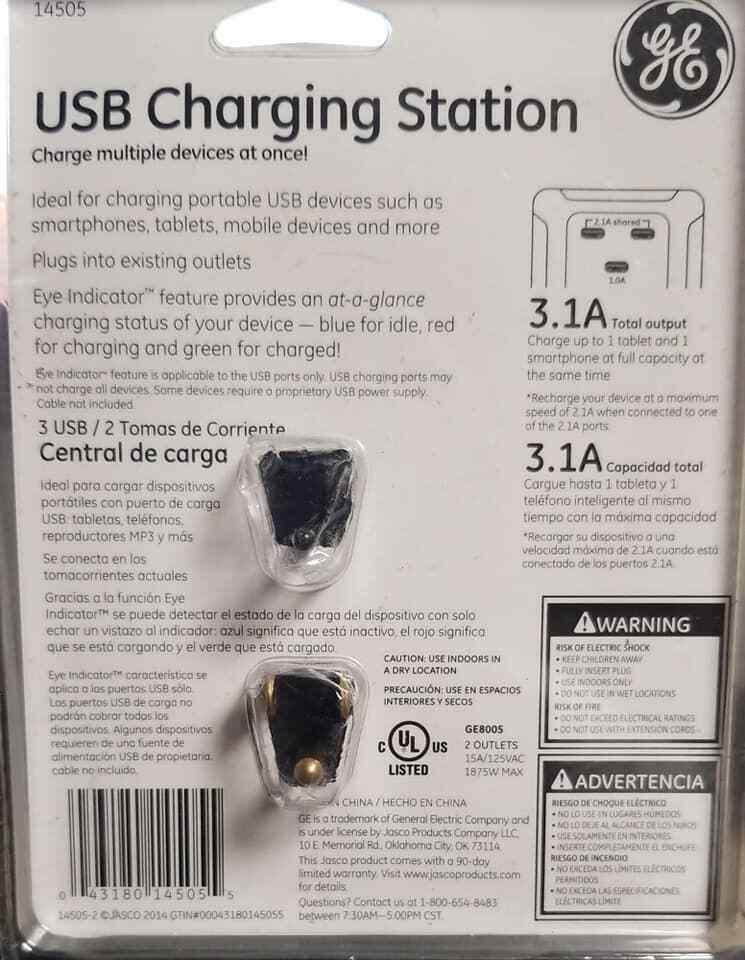 14505
GE
USB Charging Station
Charge multiple devices at once!
Ideal for charging portable USB devices such as
smartphones, tablets, mobile devices and more
Plugs into existing outlets
Eye Indicator™ feature provides an at-a-glance
charging status of your device — blue for idle, red
for charging and green for charged!
Eye Indicator™ feature is applicable to the USB ports only. USB charging ports may
not charge all devices. Some devices require a proprietary USB power supply.
Cable not included.
2.1A shared
1.0A
3.1A Total output
Charge up to 1 tablet and 1
smartphone at full capacity at
the same time
*Recharge your device at a maximum
speed of 2.1A when connected to one
of the 2.1A ports.
3.1A Capacidad total
Cargue hasta 1 tableta y 1
teléfono inteligente al mismo
tiempo con la máxima capacidad
*Recargar su dispositivo a una
velocidad máxima de 2.1A cuando está
conectado de los puertos 2.1A.
3 USB / 2 Tomas de Corriente
Central de carga
Ideal para cargar dispositivos
portátiles con puerto de carga
USB: tabletas, teléfonos,
reproductores MP3 y más
Se conecta en los
tomacorrientes actuales
Gracias a la función Eye
Indicator™ se puede detectar el estado de la carga del dispositivo con solo
echar un vistazo al indicador: azul significa que está inactivo, el rojo significa
que se está cargando y el verde que está cargado.
Eye Indicator™ característica se
aplica a los puertos USB sólo.
Los puertos USB de carga no
podrán cobrar todos los
dispositivos. Algunos dispositivos
requieren de una fuente de
alimentación USB de propietaria.
cable no incluido.
CAUTION: USE INDOORS IN
A DRY LOCATION
PRECAUCIÓN: USE EN ESPACIOS
INTERIORES Y SECOS
C UL US
LISTED
GE8005
2 OUTLETS
15A/125VAC
1875W MAX
WARNING
RISK OF ELECTRIC SHOCK
• KEEP CHILDREN AWAY
• FULLY INSERT PLUG
• USE INDOORS ONLY
• DO NOT USE IN WET LOCATIONS
RISK OF FIRE
• DO NOT EXCEED ELECTRICAL RATINGS
• DO NOT USE WITH EXTENSION CORDS
ADVERTENCIA
RIESGO DE CHOQUE ELÉCTRICO
• NO LO USE EN LUGARES HÚMEDOS
• NO LO DEJE AL ALCANCE DE LOS NIÑOS
• USE SOLAMENTE EN INTERIORES
• INSERTE COMPLETAMENTE EL ENCHUFE
RIESGO DE INCENDIO
• NO EXCEDA LOS LÍMITES ELÉCTRICOS
PERMITIDOS
• NO EXCEDA LAS ESPECIFICACIONES
ELÉCTRICAS LÍMITE
IN CHINA / HECHO EN CHINA
GE is a trademark of General Electric Company and
is under license by Jasco Products Company LLC,
10 E. Memorial Rd., Oklahoma City, OK 73114.
This Jasco product comes with a 90-day
limited warranty. Visit www.jascoproducts.com
for details.
Questions? Contact us at 1-800-654-8483
between 7:30AM—5:00PM CST.
0 43180 14505 5
14505-2 © JASCO 2014 GTIN#00043180145055